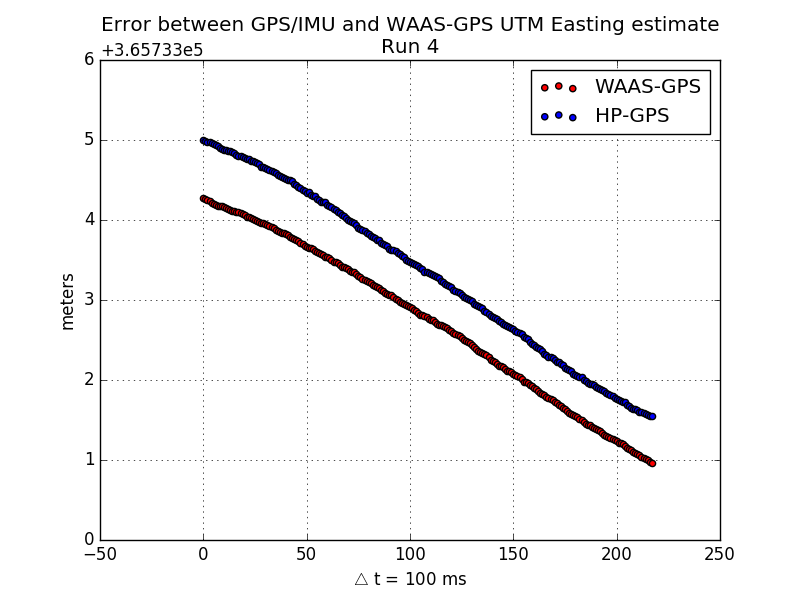 Error between GPS/IMU and WAAS-GPS UTM Easting estimate
Run 4
+3.65733e5
WAAS-GPS
HP-GPS
6
5
4
3
2
1
0
meters
−50
0
50
100
150
200
250
△ t = 100 ms